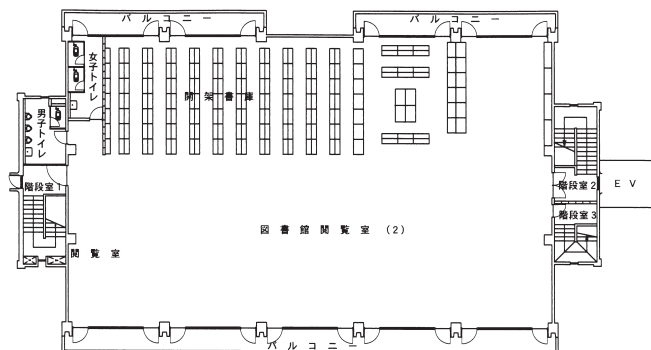 バルコニー
バルコニー
女子トイレ
開架書庫
男子トイレ
階段室1
階段室2
EV
階段室3
図書館閲覧室 (2)
閲覧室
バルコニー